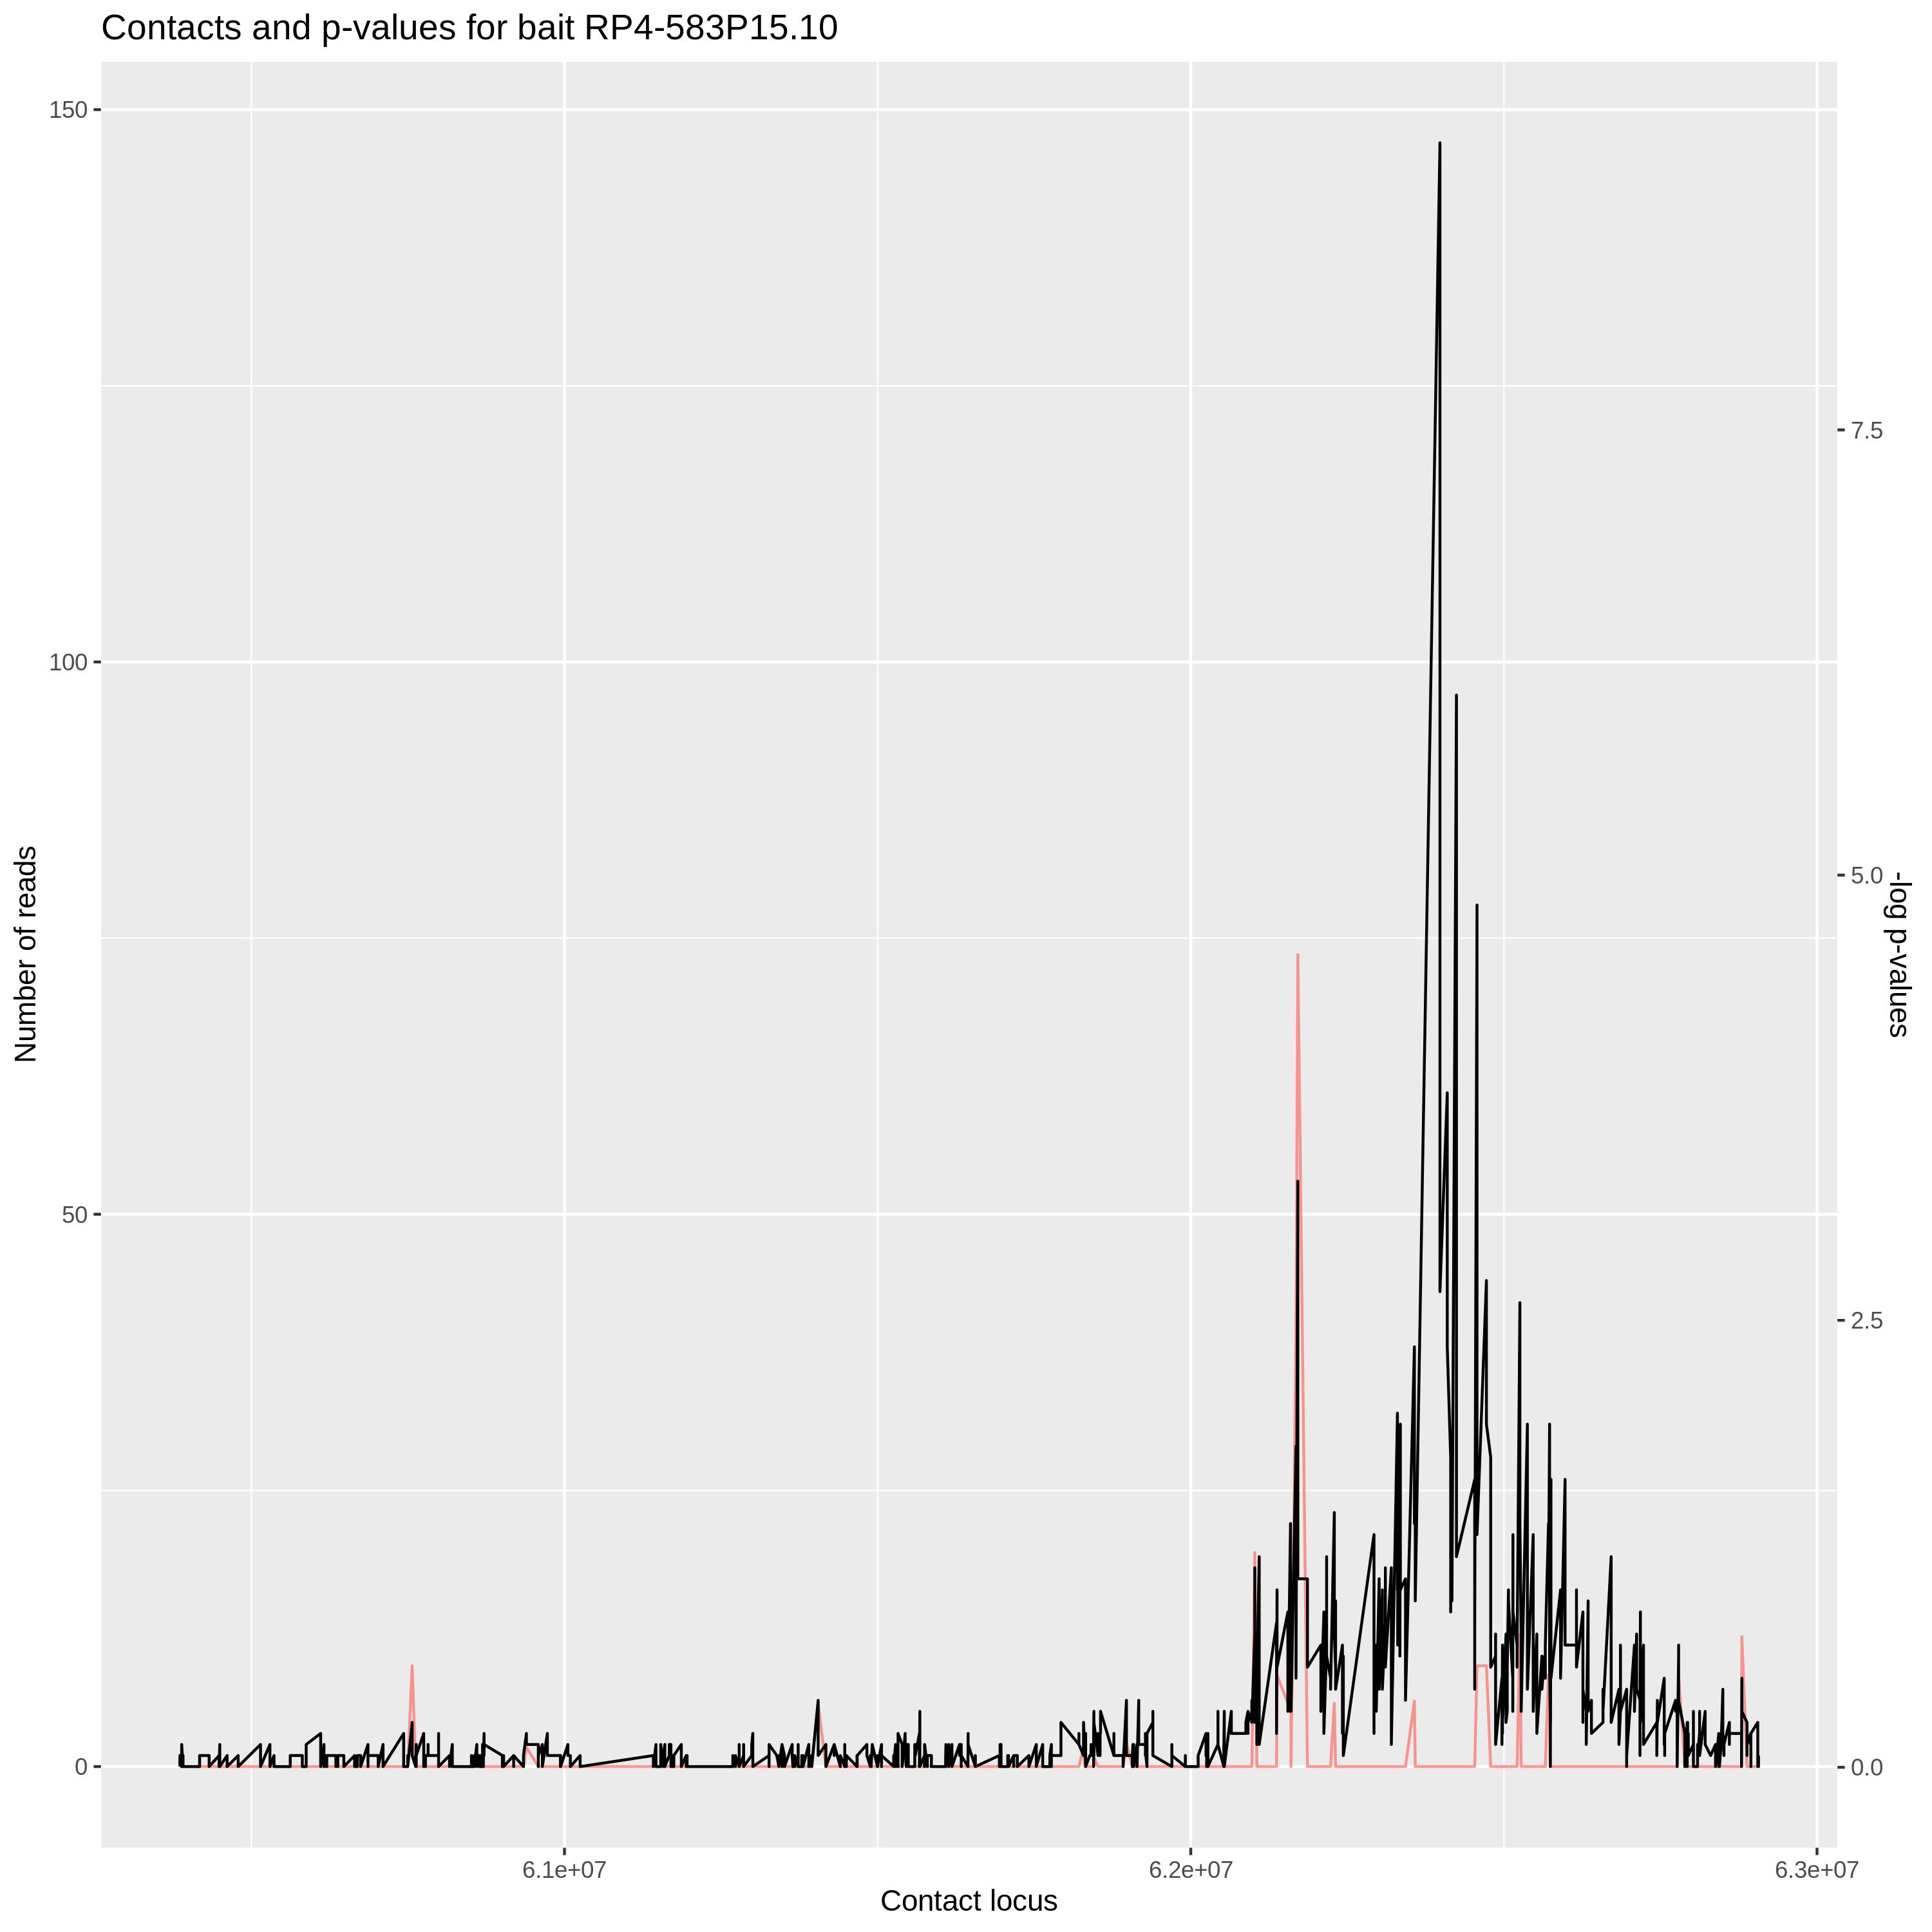 Contacts and p-values for bait RP4-583P15.10
150
100
50
0
Number of reads
7.5
5.0
2.5
0.0
-log p-values
6.1e+07
6.2e+07
6.3e+07
Contact locus